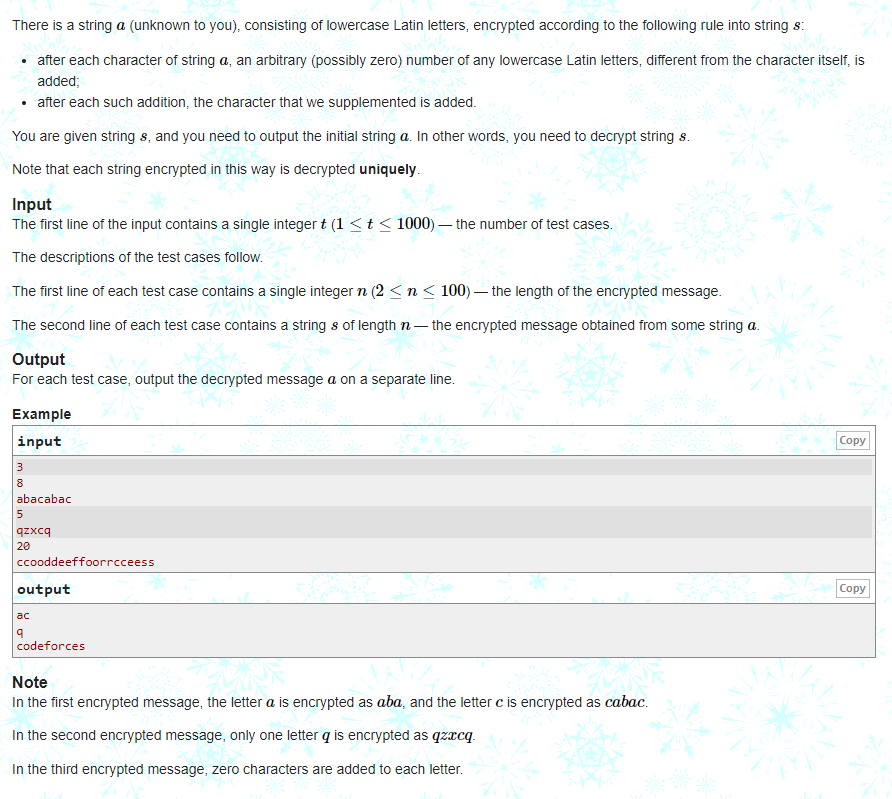 There is a string a (unknown to you), consisting of lowercase Latin letters, encrypted according to the following rule into string s:
• after each character of string a, an arbitrary (possibly zero) number of any lowercase Latin letters, different from the character itself, is
added;
• after each such addition, the character that we supplemented is added.
You are given string s, and you need to output the initial string a. In other words, you need to decrypt string s.
Note that each string encrypted in this way is decrypted uniquely.
Input
The first line of the input contains a single integer t (1 ≤ t ≤ 1000) — the number of test cases.
The descriptions of the test cases follow.
The first line of each test case contains a single integer n (2 ≤ n ≤ 100) — the length of the encrypted message.
The second line of each test case contains a string s of length n — the encrypted message obtained from some string a.
Output
For each test case, output the decrypted message a on a separate line.
Example
input Copy
3
8
abacabac
5
qzxcq
20
ccooddeeffoorrcceess
output Copy
ac
q
codeforces
Note
In the first encrypted message, the letter a is encrypted as aba, and the letter c is encrypted as cabac.
In the second encrypted message, only one letter q is encrypted as qzxcq.
In the third encrypted message, zero characters are added to each letter.